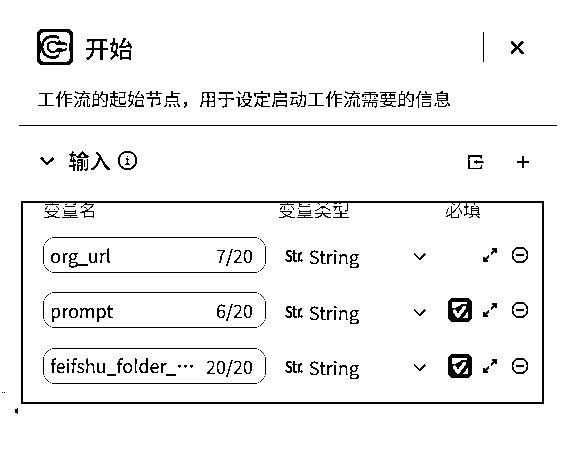 开始
工作流的起始节点，用于设定启动工作流需要的信息
输入
变量名 变量类型 必填
org_url 7/20 Str. String
prompt 6/20 Str. String
feifshu_folder_··· 20/20 Str. String